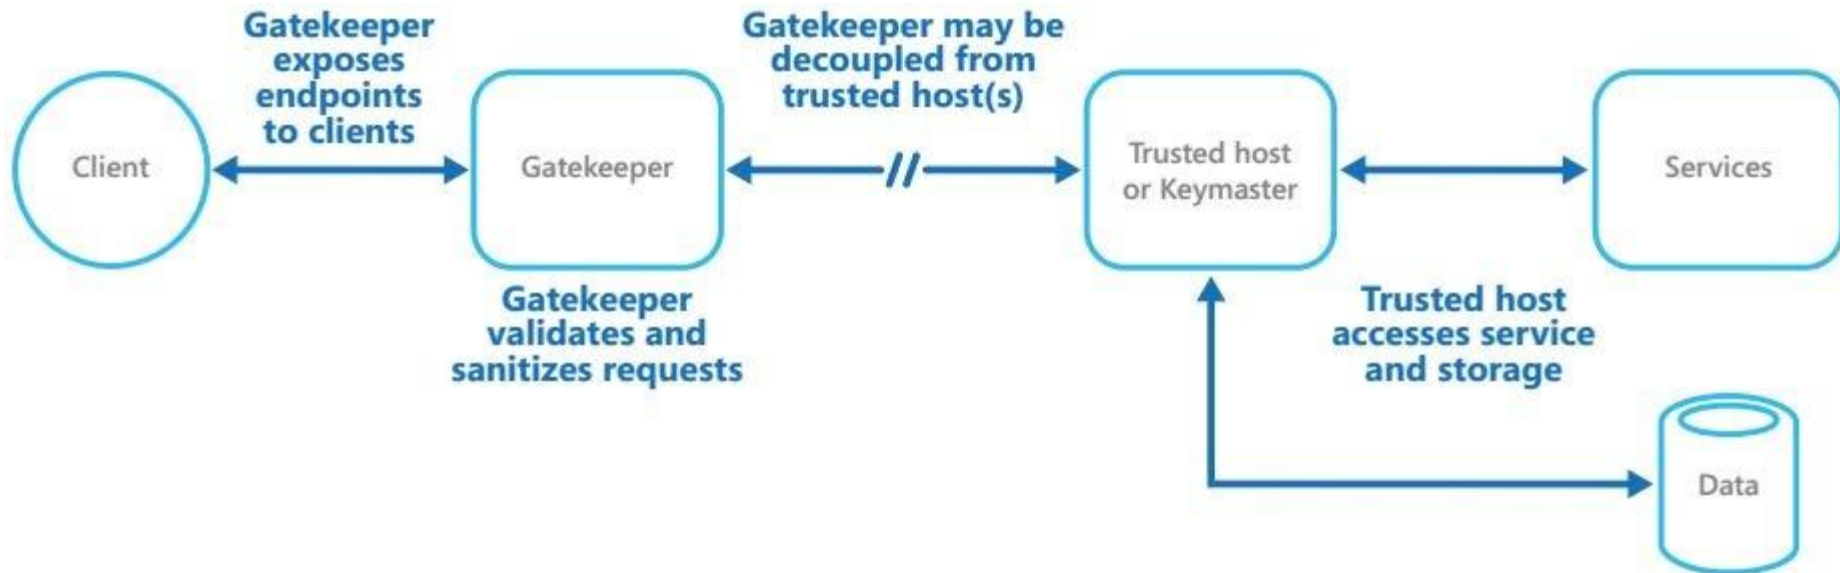 Gatekeeper
exposes
endpoints
to clients
Gatekeeper may be
decoupled from
trusted host(s)
Client
Gatekeeper
Trusted host
or Keymaster
Services
Gatekeeper
validates and
sanitizes requests
Trusted host
accesses service
and storage
Data